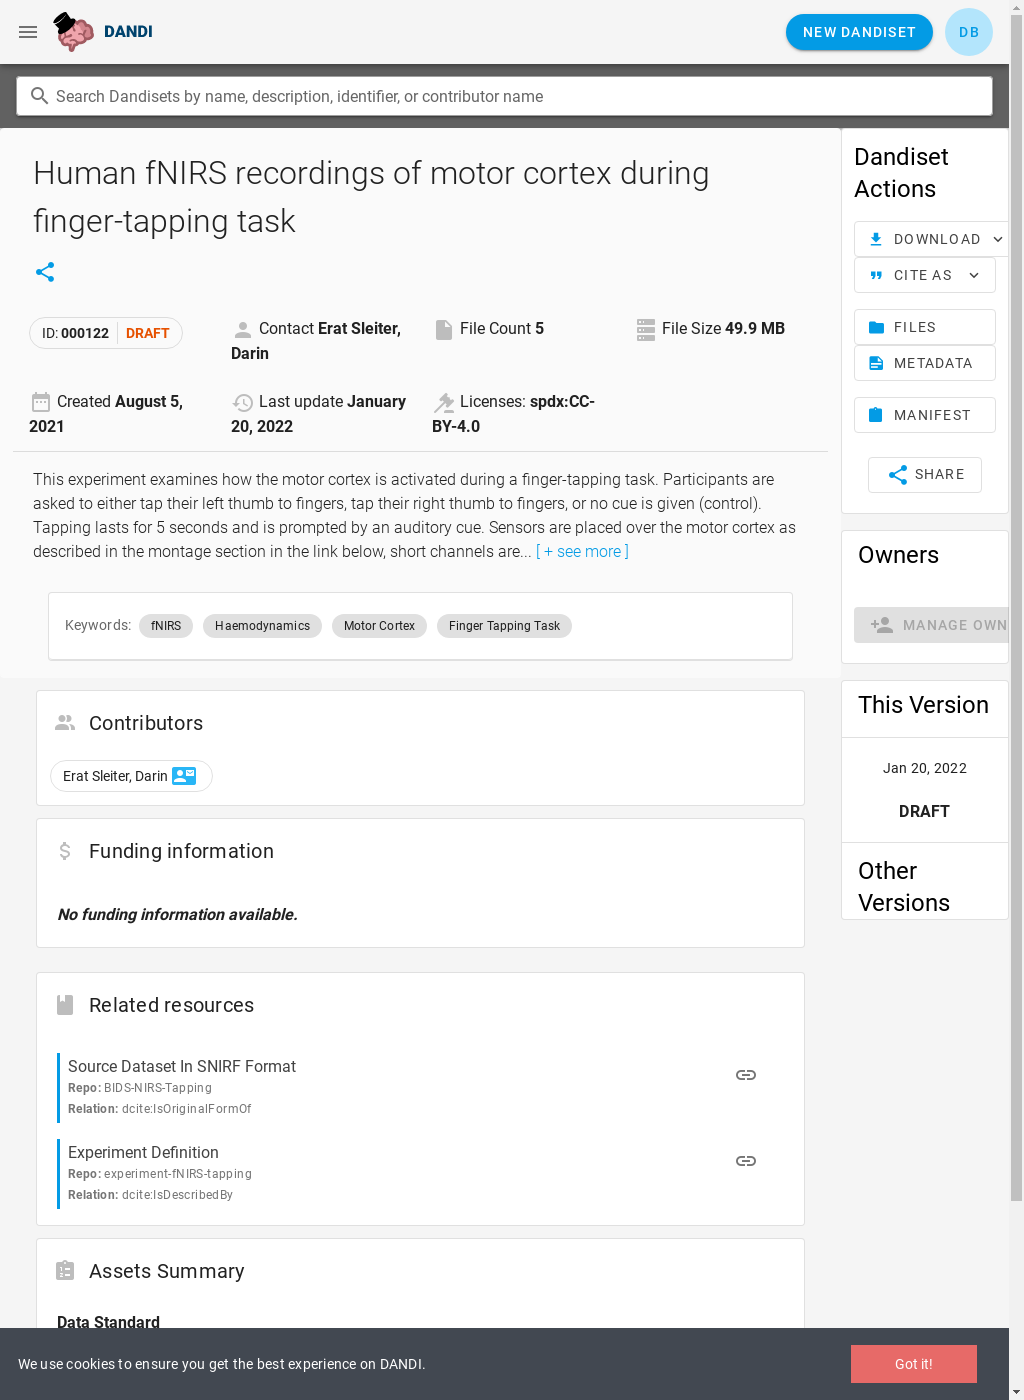 DANDI
NEW DANDISET
DB
Search Dandisets by name, description, identifier, or contributor name
Human fNIRS recordings of motor cortex during
finger-tapping task
ID: 000122 DRAFT
Contact Erat Sleiter,
Darin
File Count 5
File Size 49.9 MB
Created August 5,
2021
Last update January
20, 2022
Licenses: spdx:CC-
BY-4.0
This experiment examines how the motor cortex is activated during a finger-tapping task. Participants are
asked to either tap their left thumb to fingers, tap their right thumb to fingers, or no cue is given (control).
Tapping lasts for 5 seconds and is prompted by an auditory cue. Sensors are placed over the motor cortex as
described in the montage section in the link below, short channels are... [ + see more ]
Keywords: fNIRS Haemodynamics Motor Cortex Finger Tapping Task
Contributors
Erat Sleiter, Darin
Funding information
No funding information available.
Related resources
Source Dataset In SNIRF Format
Repo: BIDS-NIRS-Tapping
Relation: dcite:IsOriginalFormOf
Experiment Definition
Repo: experiment-fNIRS-tapping
Relation: dcite:IsDescribedBy
Assets Summary
Data Standard
Dandiset
Actions
DOWNLOAD
CITE AS
FILES
METADATA
MANIFEST
SHARE
Owners
MANAGE OWN
This Version
Jan 20, 2022
DRAFT
Other
Versions
We use cookies to ensure you get the best experience on DANDI.
Got it!